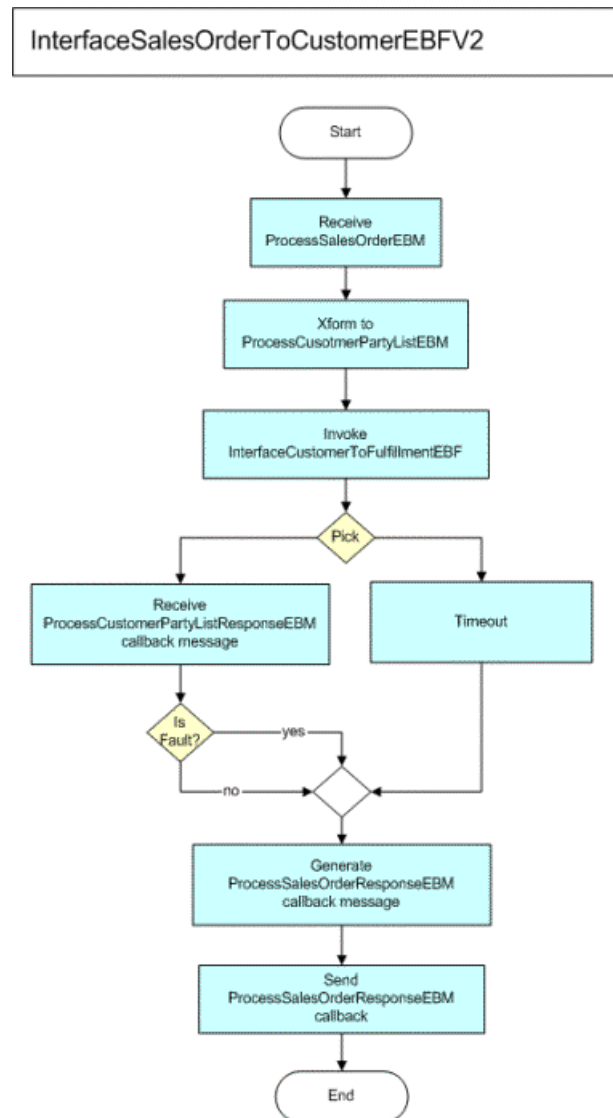 InterfaceSalesOrderToCustomerEBFV2
Start
Receive
ProcessSalesOrderEBM
Xform to
ProcessCusotmerPartyListEBM
Invoke
InterfaceCustomerToFulfillmentEBF
Pick
Receive
ProcessCustomerPartyListResponseEBM
callback message
Timeout
Is
Fault?
yes
no
Generate
ProcessSalesOrderResponseEBM
callback message
Send
ProcessSalesOrderResponseEBM
callback
End